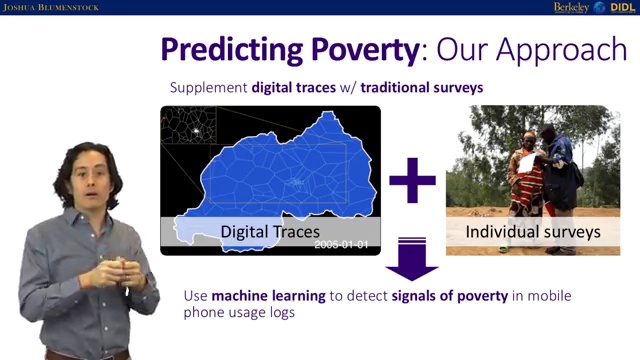 JOSHUA BLUMENSTOCK
Berkeley DIDL
Predicting Poverty: Our Approach
Supplement digital traces w/ traditional surveys
Digital Traces
2005-01-01
Individual surveys
Use machine learning to detect signals of poverty in mobile
phone usage logs